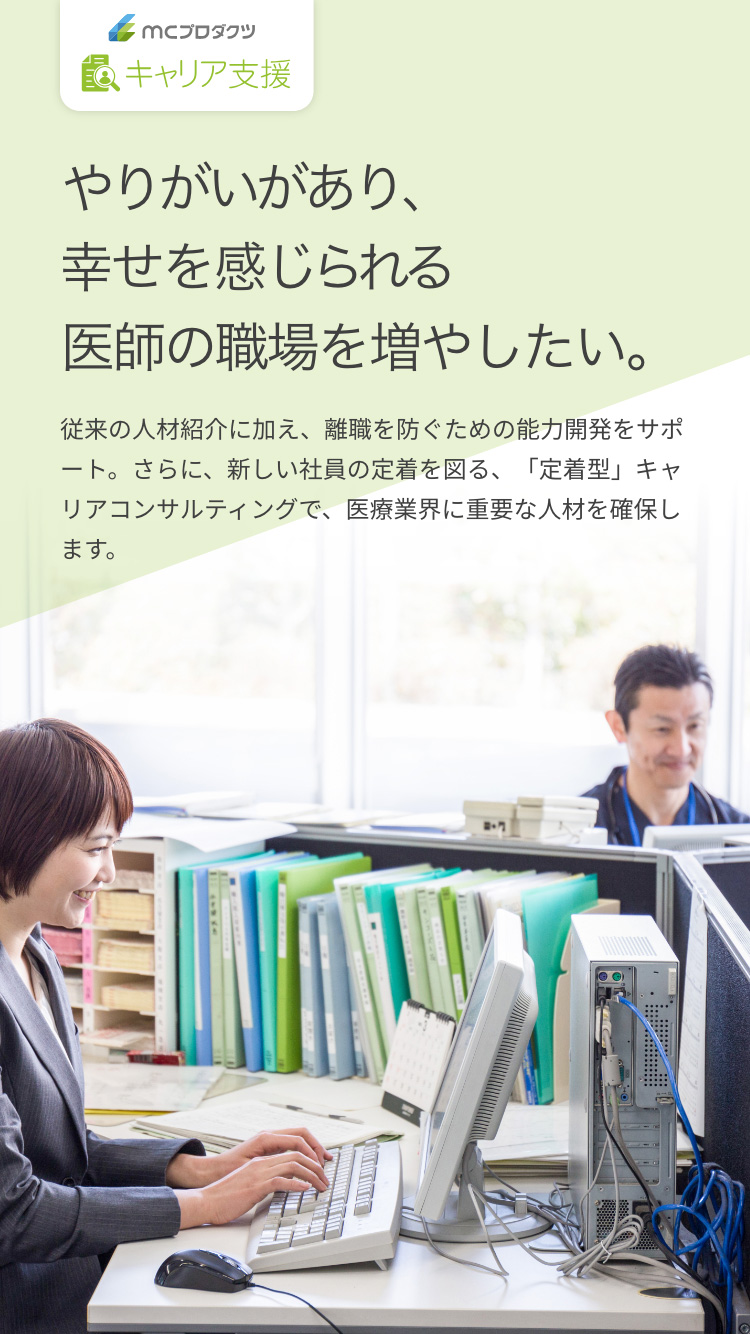 mcプロダクツ
キャリア支援
やりがいがあり、
幸せを感じられる
医師の職場を増やしたい。
従来の人材紹介に加え、離職を防ぐための能力開発をサポ
ート。さらに、新しい社員の定着を図る、「定着型」キャ
リアコンサルティングで、医療業界に重要な人材を確保し
ます。